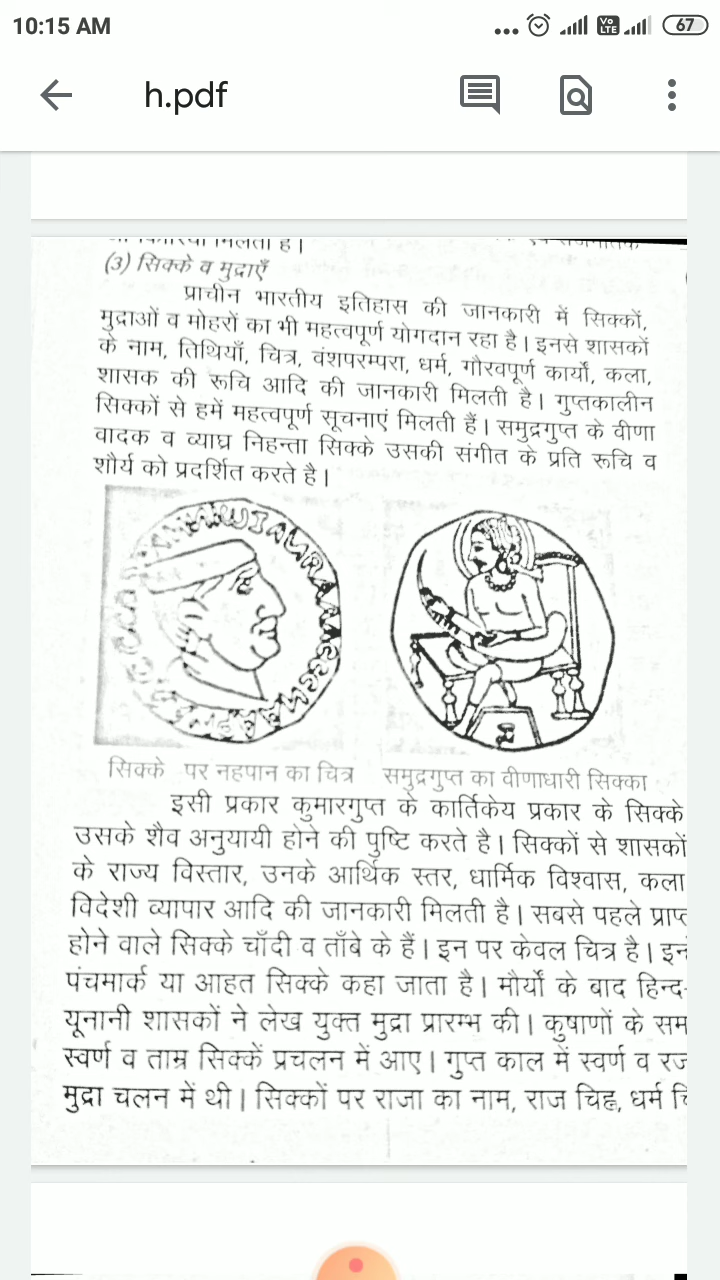 10:15 AM
67
h.pdf
(3) सिक्के व मुद्राएँ
प्राचीन भारतीय इतिहास की जानकारी में सिक्कों,
मुद्राओं व मोहरों का भी महत्वपूर्ण योगदान रहा है। इनसे शासकों
के नाम, तिथियाँ, चित्र, वंशपरम्परा, धर्म, गौरवपूर्ण कार्यों, कला,
शासक की रूचि आदि की जानकारी मिलती है। गुप्तकालीन
सिक्कों से हमें महत्वपूर्ण सूचनाएं मिलती हैं। समुद्रगुप्त के वीणा
वादक व व्याघ्र निहन्ता सिक्के उसकी संगीत के प्रति रूचि व
शौर्य को प्रदर्शित करते है।
सिक्के पर नहपान का चित्र समुद्रगुप्त का वीणाधारी सिक्का
इसी प्रकार कुमारगुप्त के कार्तिकेय प्रकार के सिक्के
उसके शैव अनुयायी होने की पुष्टि करते है। सिक्कों से शासकों
के राज्य विस्तार, उनके आर्थिक स्तर, धार्मिक विश्वास, कला
विदेशी व्यापार आदि की जानकारी मिलती है। सबसे पहले
होने वाले सिक्के चाँदी व ताँबे के हैं। इन पर केवल चित्र है।
पंचमार्क या आहत सिक्के कहा जाता है। मौर्यों के बाद हिन्द-
यूनानी शासकों ने लेख युक्त मुद्रा प्रारम्भ की। कुषाणों के
स्वर्ण व ताम्र सिक्कें प्रचलन में आए। गुप्त काल में स्वर्ण व
मुद्रा चलन में थी। सिक्कों पर राजा का नाम, राज चिह्न, धर्म